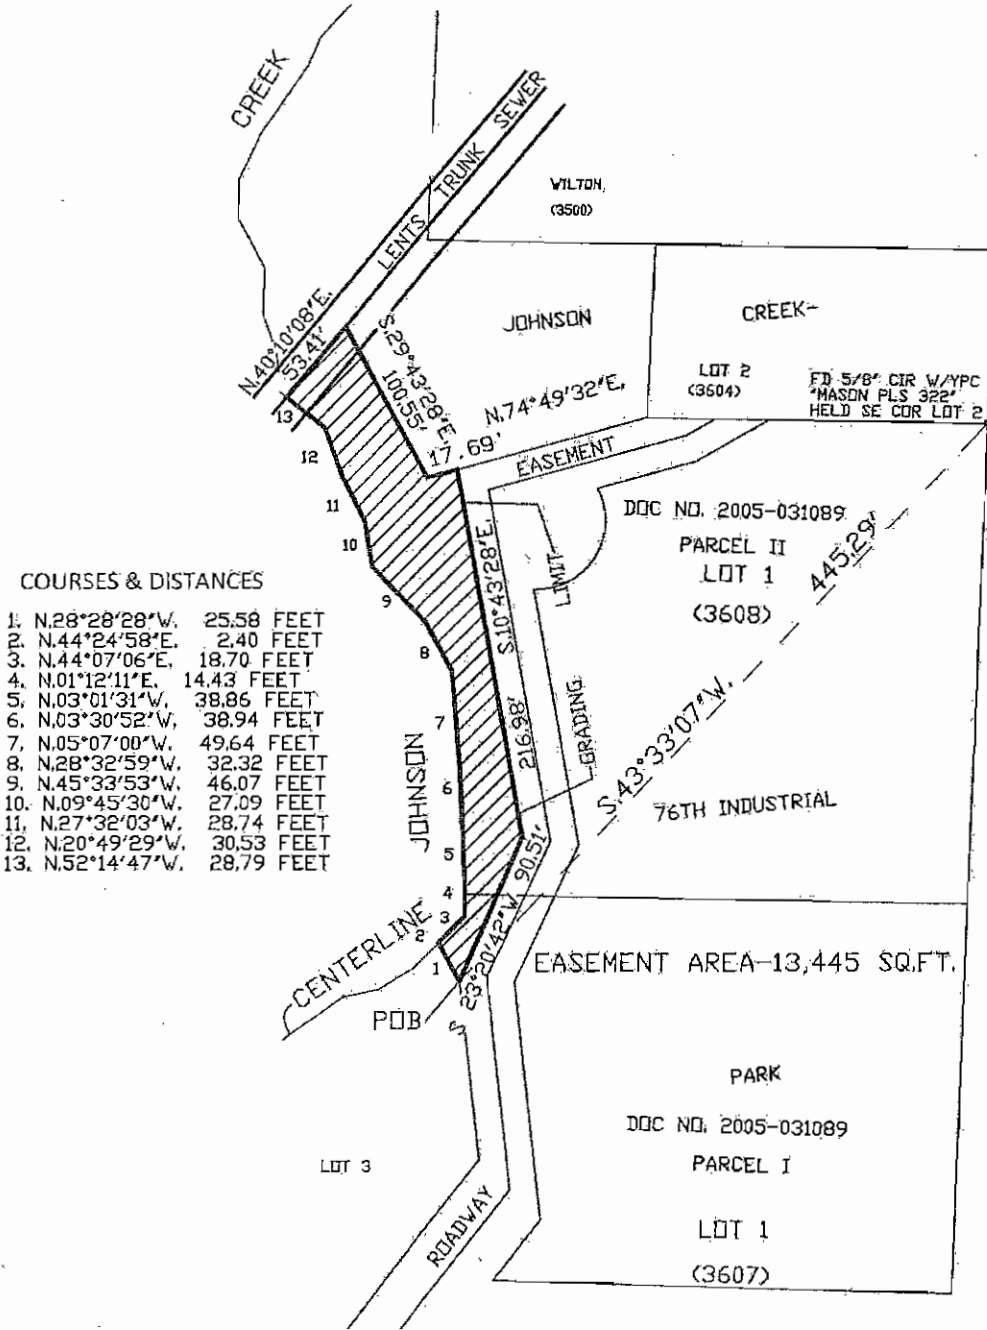 CREEK
LENTS TRUNK SEWER
WILTON,
(3500)
N.40°10'08"E.
53.41'
S.29°43'28"E.
100.55'
JOHNSON
CREEK-
LOT 2
(3604)
FD 5/8" CIR W/YPC
"MASON PLS 322"
HELD SE COR LOT 2
N.74°49'32"E.
17.69'
EASEMENT
13
12
11
10
9
8
7
6
5
4
3
2
1
DOC NO. 2005-031089
PARCEL II
LOT 1
(3608)
445.29'
S.43°33'07"W.
LIMIT
GRADING
S.10°43'28"E.
216.98'
COURSES & DISTANCES
1. N.28°28'28"W. 25.58 FEET
2. N.44°24'58"E. 2.40 FEET
3. N.44°07'06"E. 18.70 FEET
4. N.01°12'11"E. 14.43 FEET
5. N.03°01'31"W. 38.86 FEET
6. N.03°30'52"W. 38.94 FEET
7. N.05°07'00"W. 49.64 FEET
8. N.28°32'59"W. 32.32 FEET
9. N.45°33'53"W. 46.07 FEET
10. N.09°45'30"W. 27.09 FEET
11. N.27°32'03"W. 28.74 FEET
12. N.20°49'29"W. 30.53 FEET
13. N.52°14'47"W. 28.79 FEET
JOHNSON
76TH INDUSTRIAL
CENTERLINE
S 23°20'42"W. 90.51'
POB
EASEMENT AREA-13,445 SQ.FT.
PARK
DOC NO. 2005-031089
PARCEL I
LOT 1
(3607)
LOT 3
ROADWAY